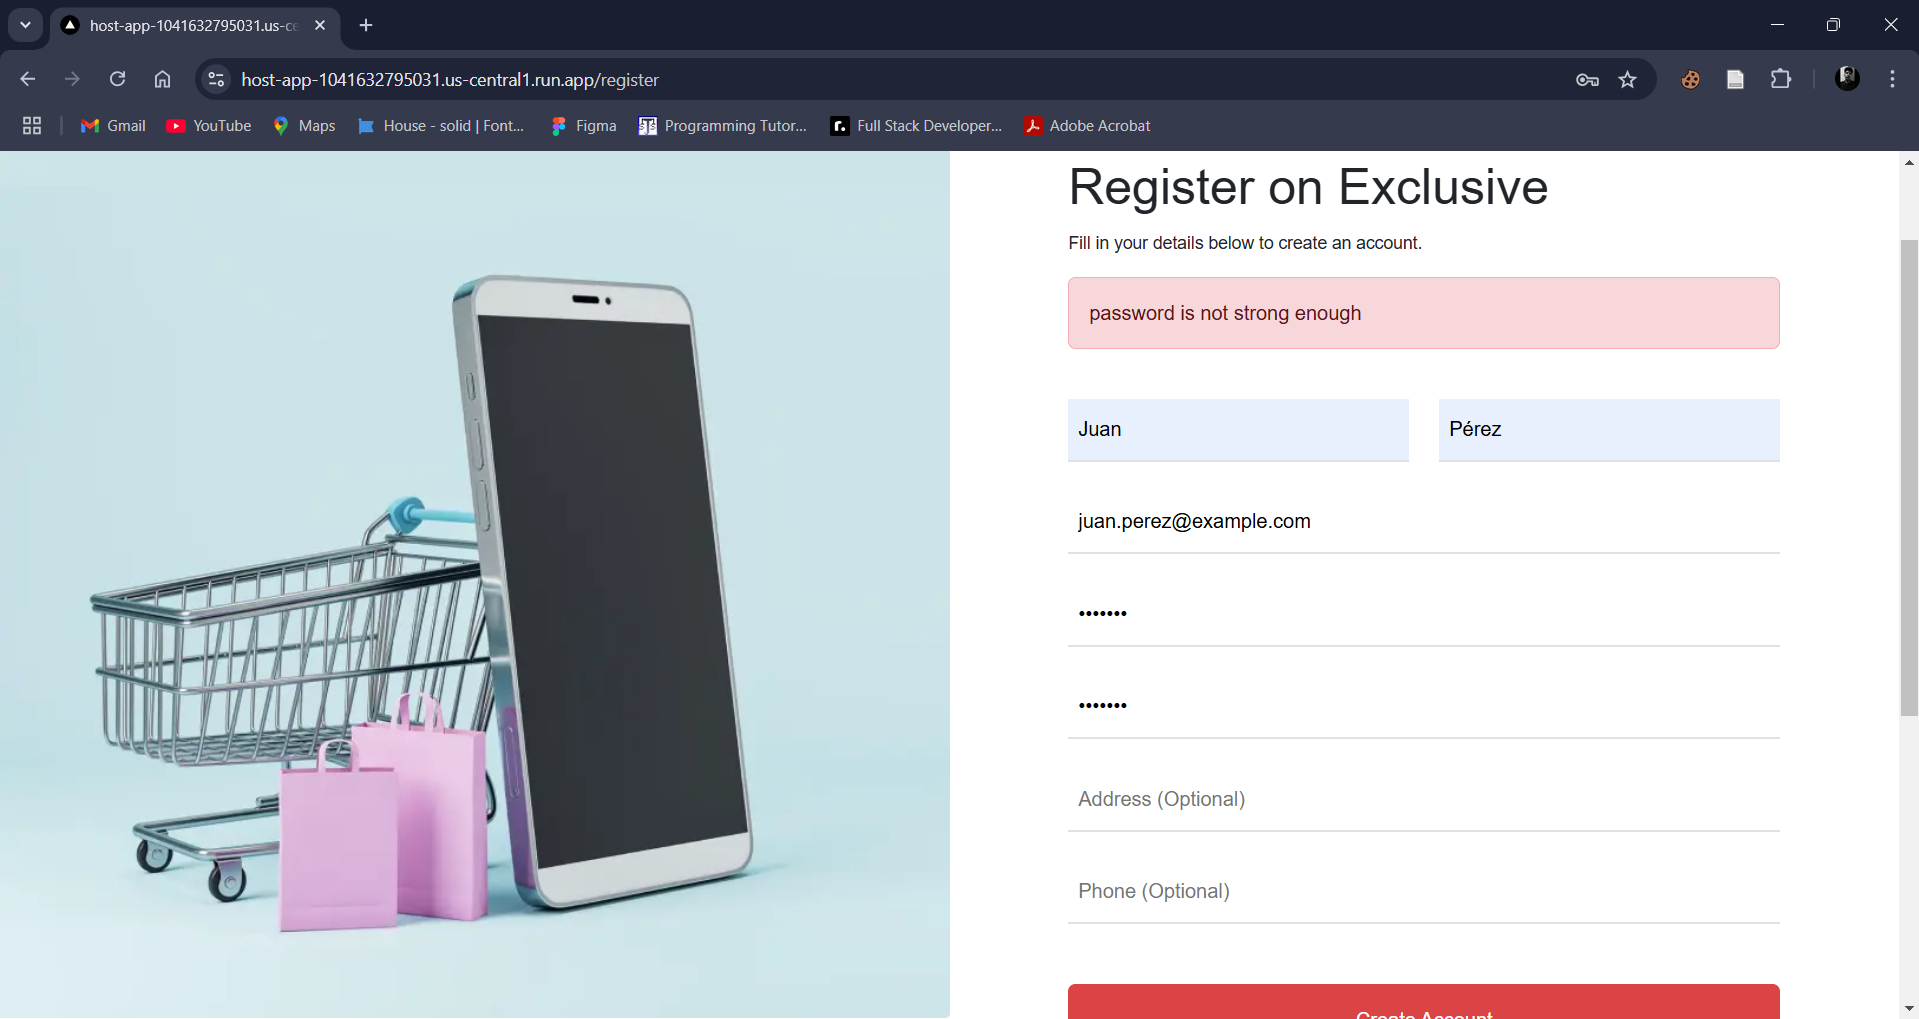 host-app-1041632795031.us-ce
host-app-1041632795031.us-central1.run.app/register
Gmail YouTube Maps House - solid | Font... Figma Programming Tutor... Full Stack Developer... Adobe Acrobat
Register on Exclusive
Fill in your details below to create an account.
password is not strong enough
Juan Pérez
juan.perez@example.com
•••••••
•••••••
Address (Optional)
Phone (Optional)
Create Account